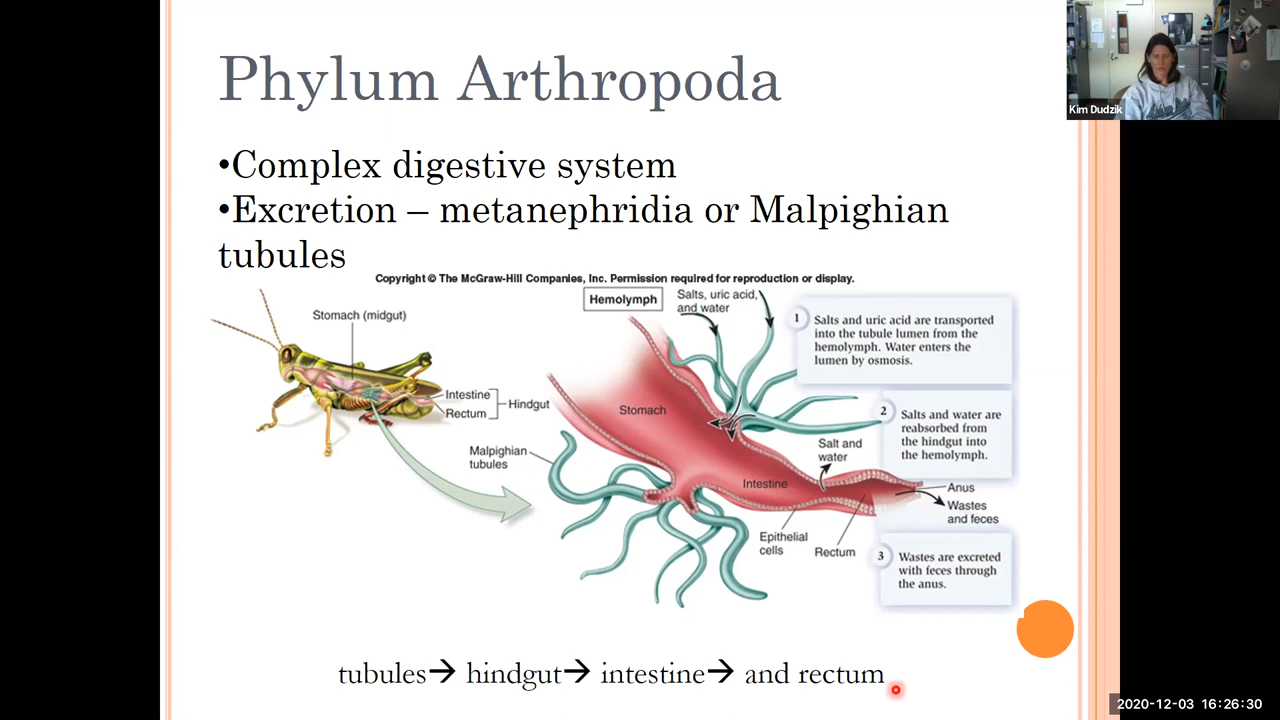 Phylum Arthropoda
•Complex digestive system
•Excretion – metanephridia or Malpighian
tubules
Copyright © The McGraw-Hill Companies, Inc. Permission required for reproduction or display.
Hemolymph
Salts, uric acid,
and water
1
Salts and uric acid are transported
into the tubule lumen from the
hemolymph. Water enters the
lumen by osmosis.
Stomach (midgut)
Intestine
Rectum
Hindgut
Stomach
2
Salts and water are
reabsorbed from
the hindgut into
the hemolymph.
Malpighian
tubules
Salt and
water
Intestine
Anus
Wastes
and feces
Epithelial
cells
Rectum
3
Wastes are excreted
with feces through
the anus.
tubules→ hindgut→ intestine→ and rectum
Kim Dudzik
2020-12-03 16:26:30